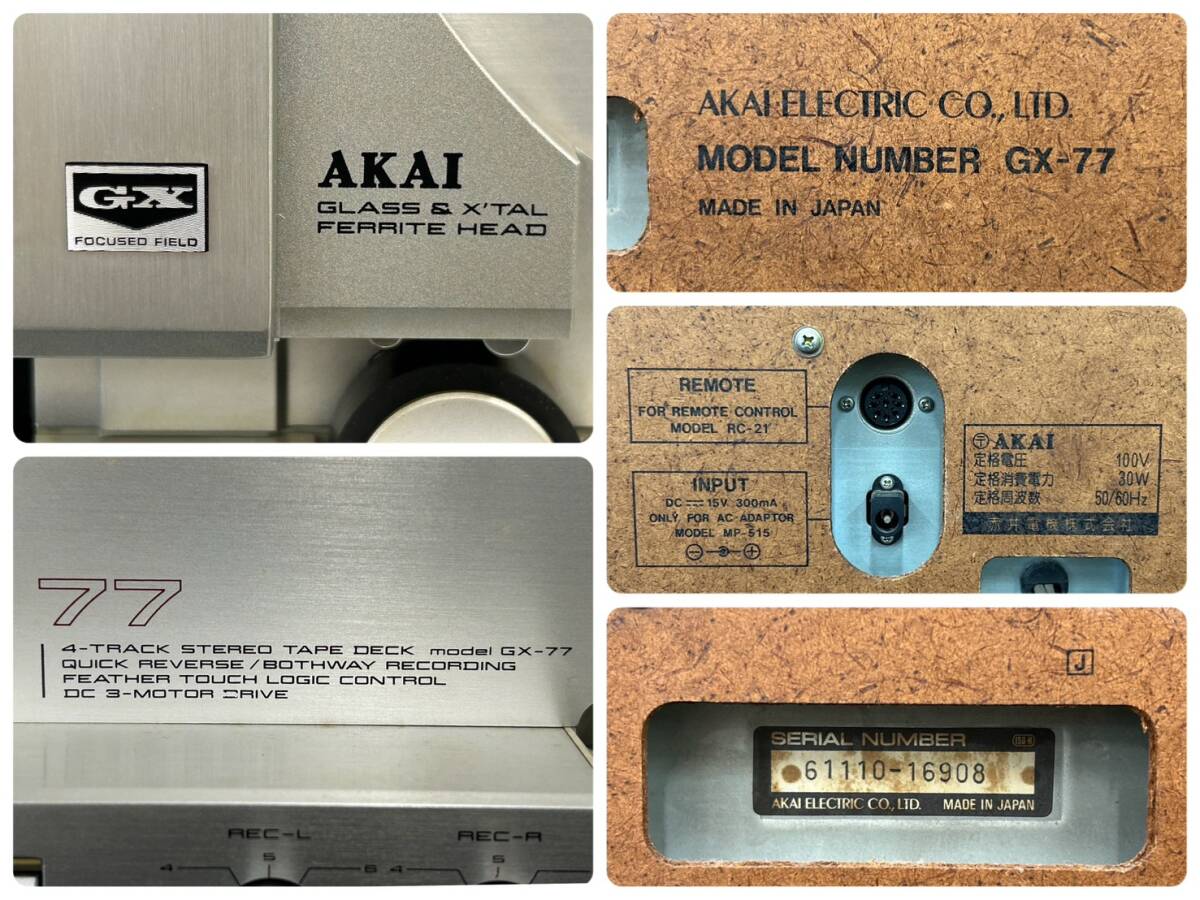 GX
FOCUSED FIELD
AKAI
GLASS & X'TAL
FERRITE HEAD
77
4-TRACK STEREO TAPE DECK model GX-77
QUICK REVERSE/BOTHWAY RECORDING
FEATHER TOUCH LOGIC CONTROL
DC 3-MOTOR DRIVE
REC-L
REC-R
4 5 6
4 5
AKAI ELECTRIC CO., LTD.
MODEL NUMBER GX-77
MADE IN JAPAN
REMOTE
FOR REMOTE CONTROL
MODEL RC-21
INPUT
DC 15V 300mA
ONLY FOR AC ADAPTOR
MODEL MP-515
〒 AKAI
定格電圧 100V
定格消費電力 30W
定格周波数 50/60Hz
赤井電機株式会社
J
SERIAL NUMBER
61110-16908
AKAI ELECTRIC CO., LTD. MADE IN JAPAN